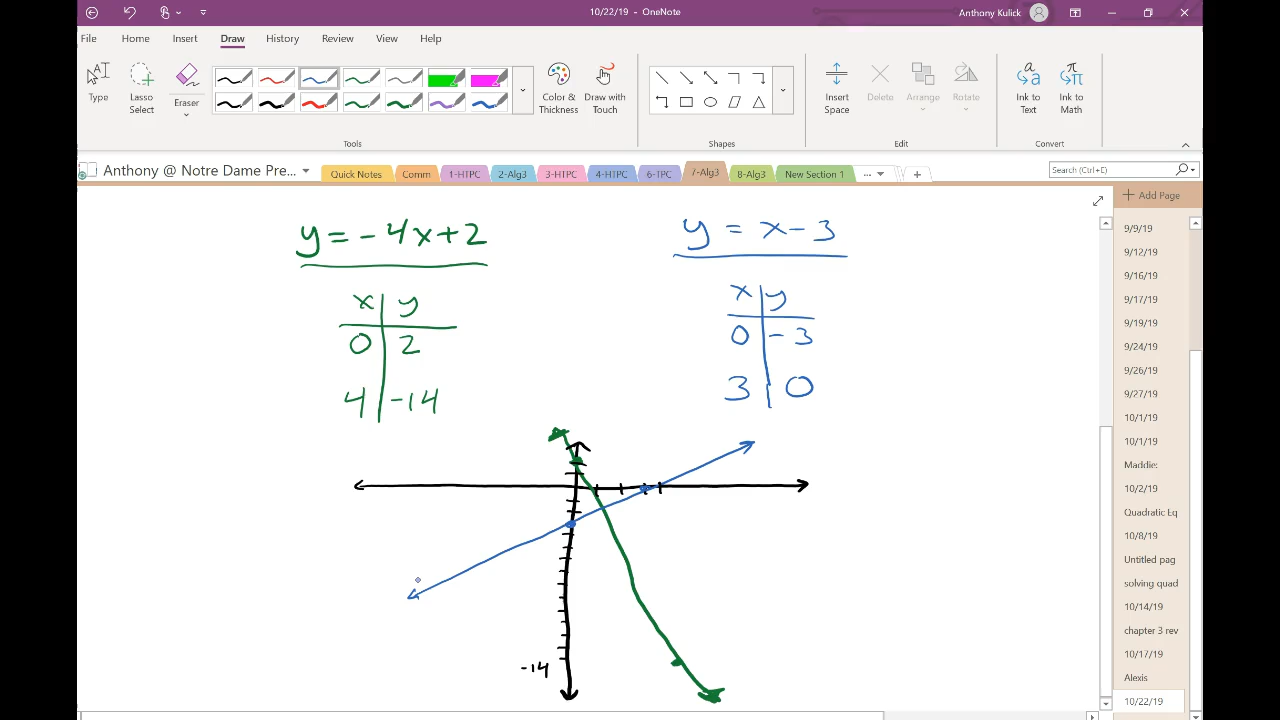 10/22/19 - OneNote
Anthony Kulick
File Home Insert Draw History Review View Help
Type
Lasso Select
Eraser
Color & Thickness
Draw with Touch
Insert Space
Delete
Arrange
Rotate
Ink to Text
Ink to Math
Tools
Shapes
Edit
Convert
Anthony @ Notre Dame Pre...
Quick Notes Comm 1-HTPC 2-Alg3 3-HTPC 4-HTPC 6-TPC 7-Alg3 8-Alg3 New Section 1 ... +
Search (Ctrl+E)
+ Add Page
9/9/19
9/12/19
9/16/19
9/17/19
9/19/19
9/24/19
9/26/19
9/27/19
10/1/19
10/1/19
Maddie:
10/2/19
Quadratic Eq
10/8/19
Untitled pag
solving quad
10/14/19
chapter 3 rev
10/17/19
Alexis
10/22/19
y = -4x+2
x y
0 2
4 -14
y = x-3
x y
0 -3
3 0
-14